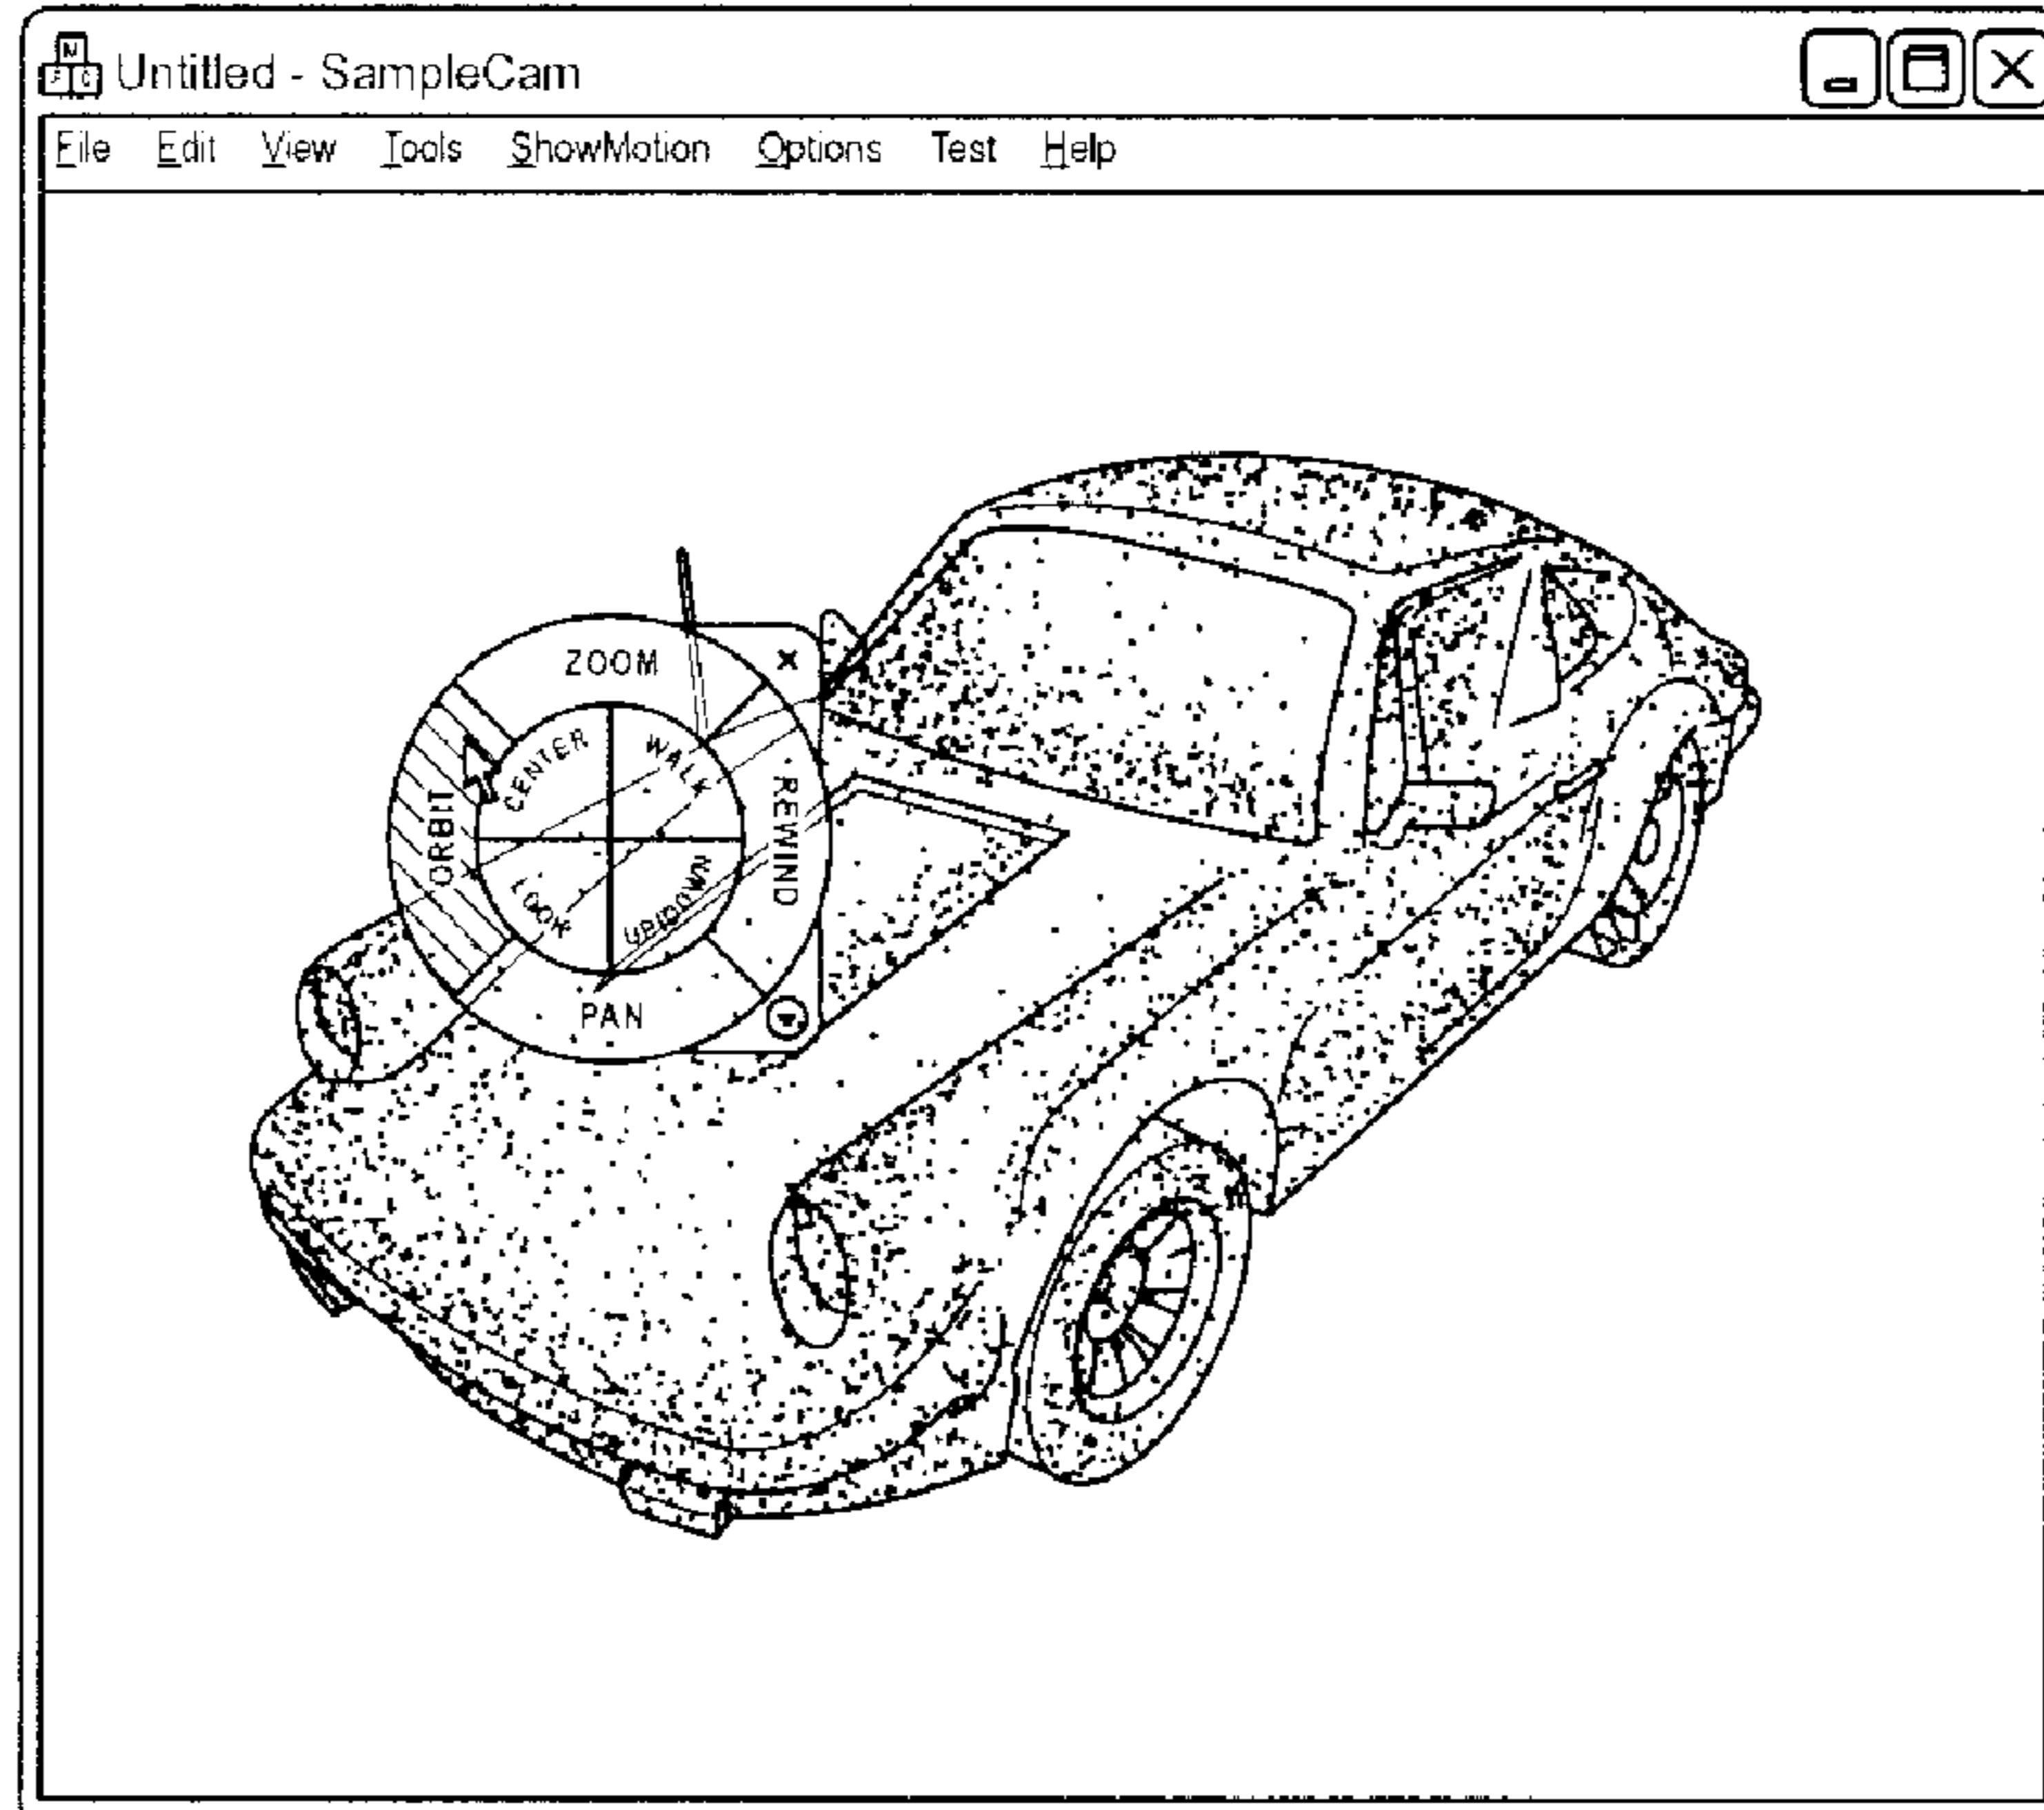 M
F C
Untitled - SampleCam
File Edit View Tools ShowMotion Options Test Help
ZOOM
CENTER
WALK
ORBIT
REWIND
LOOK
UP/DOWN
PAN